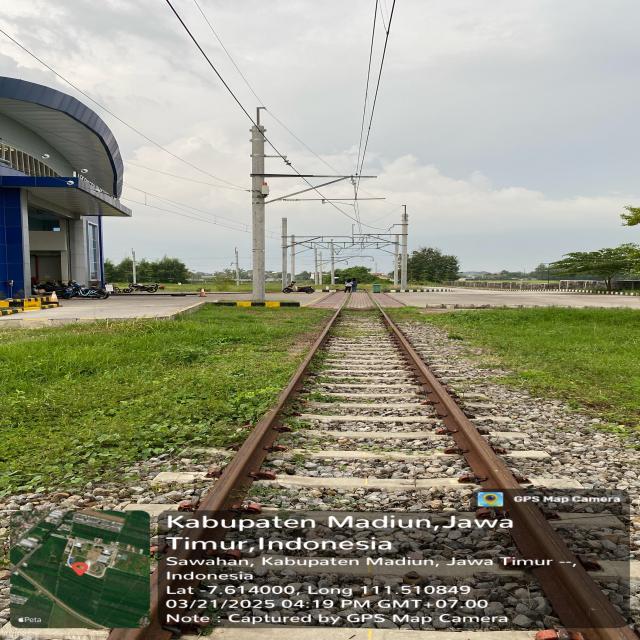 GPS Map Camera
Kabupaten Madiun,Jawa
Timur,Indonesia
Sawahan, Kabupaten Madiun, Jawa Timur --,
Indonesia
Lat -7.614000, Long 111.510849
03/21/2025 04:19 PM GMT+07.00
Note : Captured by GPS Map Camera
Peta